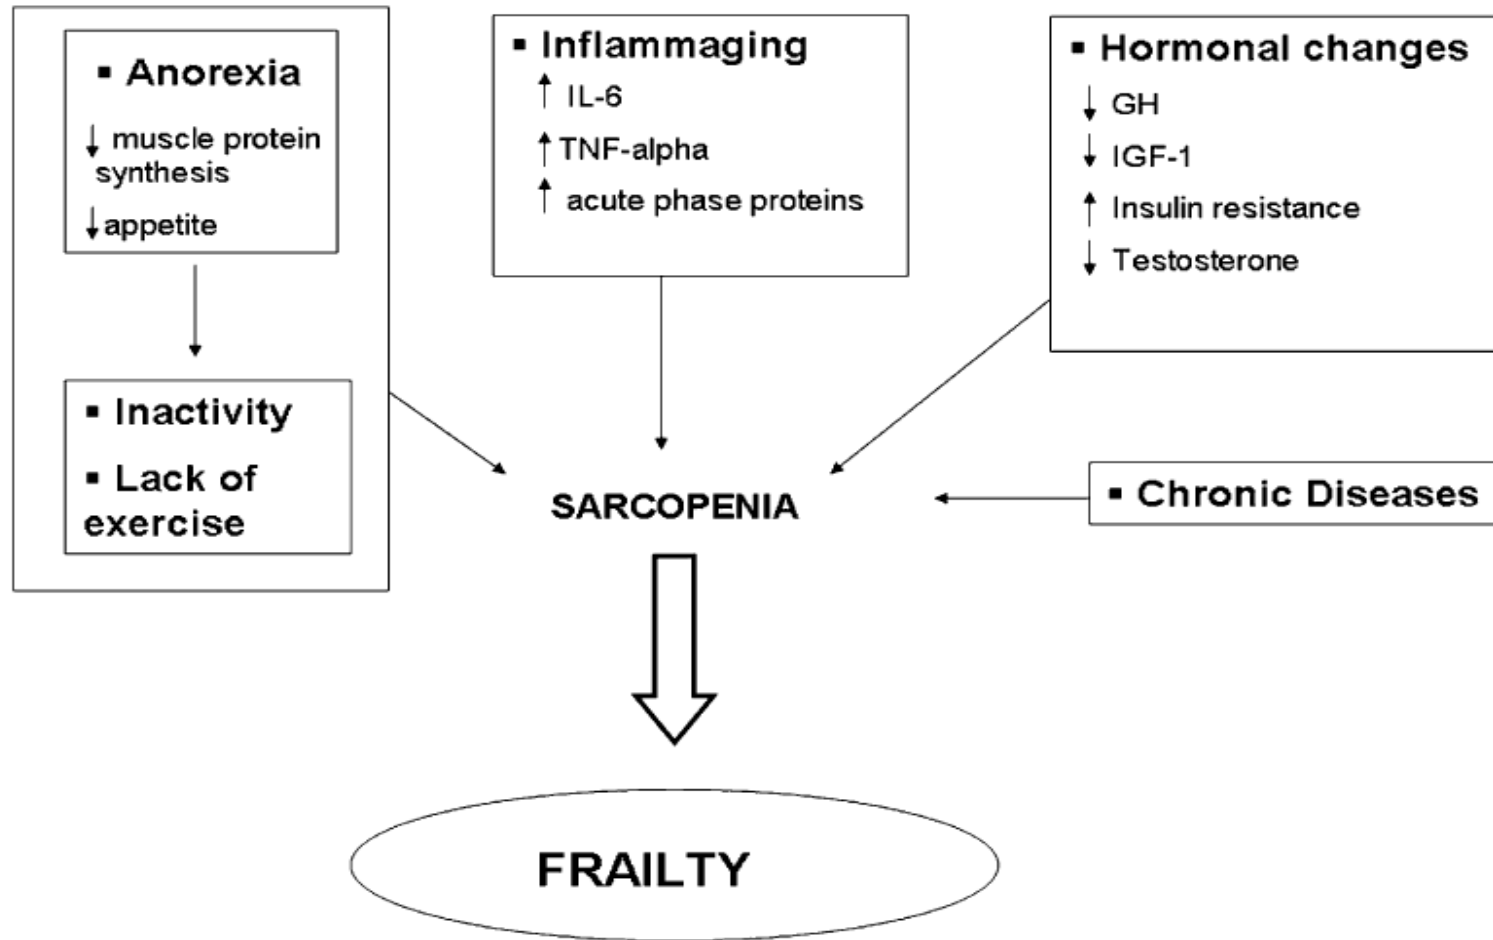 ▪ Anorexia
↓ muscle protein
synthesis
↓ appetite
▪ Inactivity
▪ Lack of
exercise
▪ Inflammaging
↑ IL-6
↑ TNF-alpha
↑ acute phase proteins
▪ Hormonal changes
↓ GH
↓ IGF-1
↑ Insulin resistance
↓ Testosterone
▪ Chronic Diseases
SARCOPENIA
FRAILTY